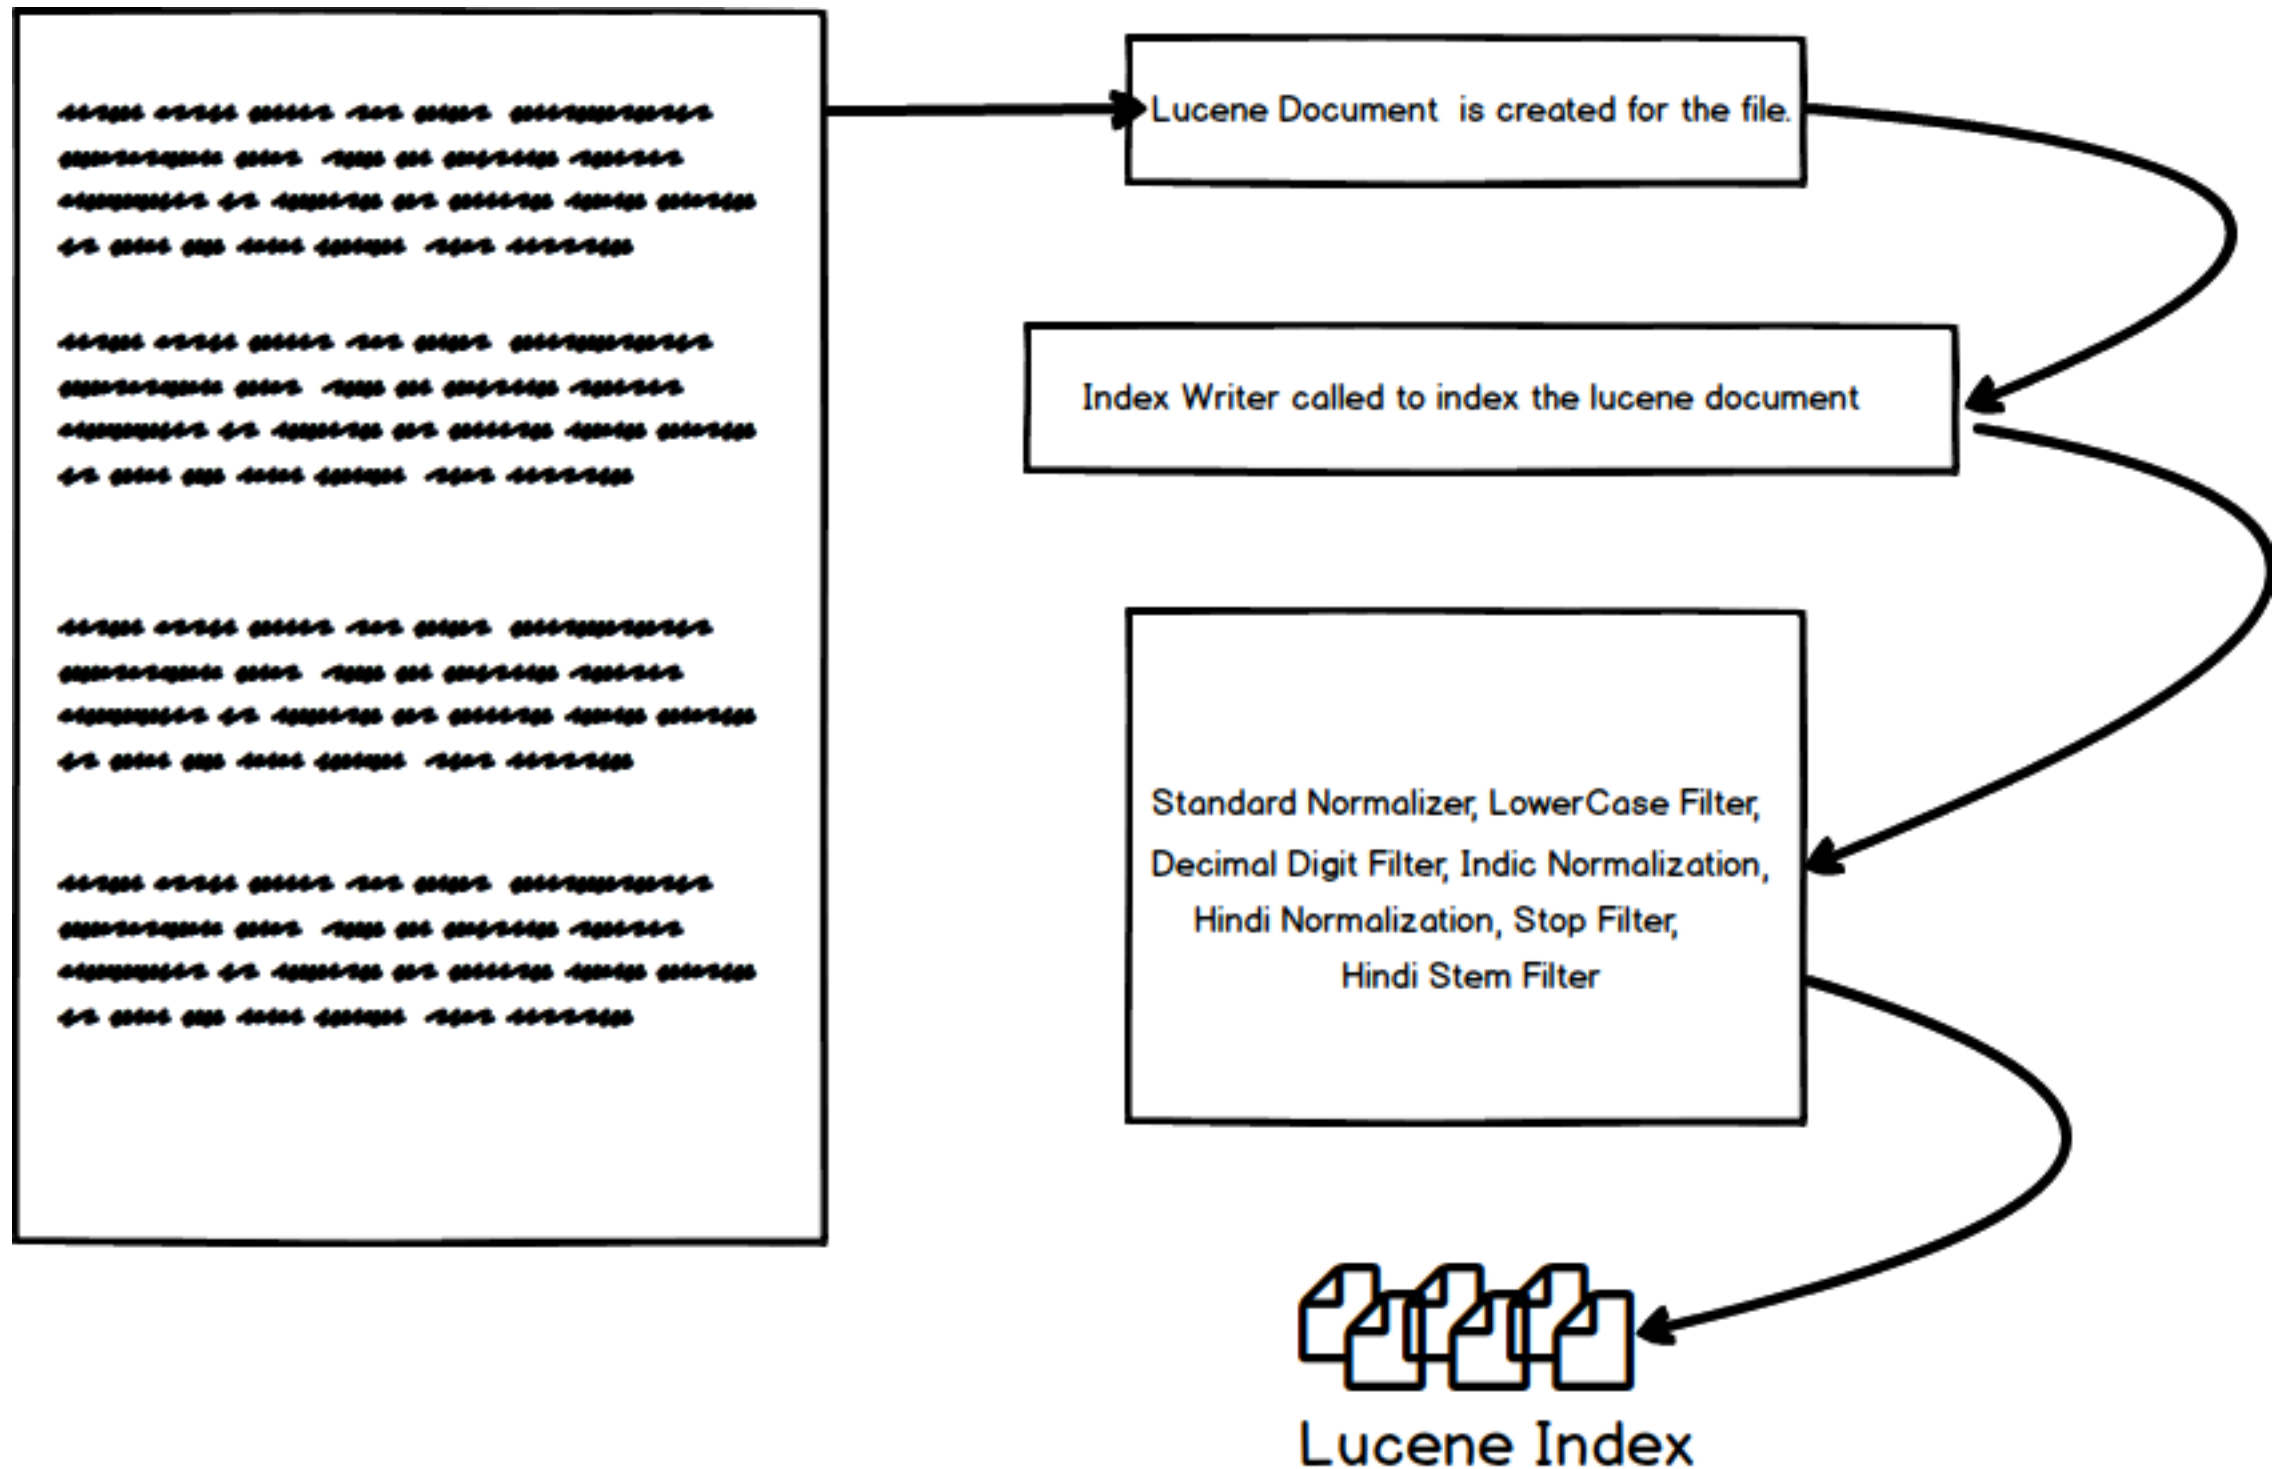 Lucene Document is created for the file.
Index Writer called to index the lucene document
Standard Normalizer, LowerCase Filter,
Decimal Digit Filter, Indic Normalization,
Hindi Normalization, Stop Filter,
Hindi Stem Filter
Lucene Index